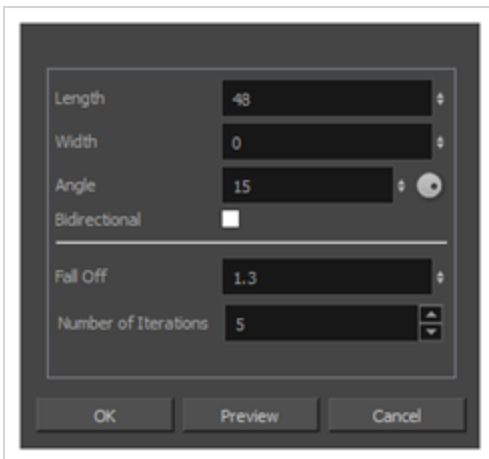 Length 48
Width 0
Angle 15
Bidirectional
Fall Off 1.3
Number of Iterations 5
OK Preview Cancel